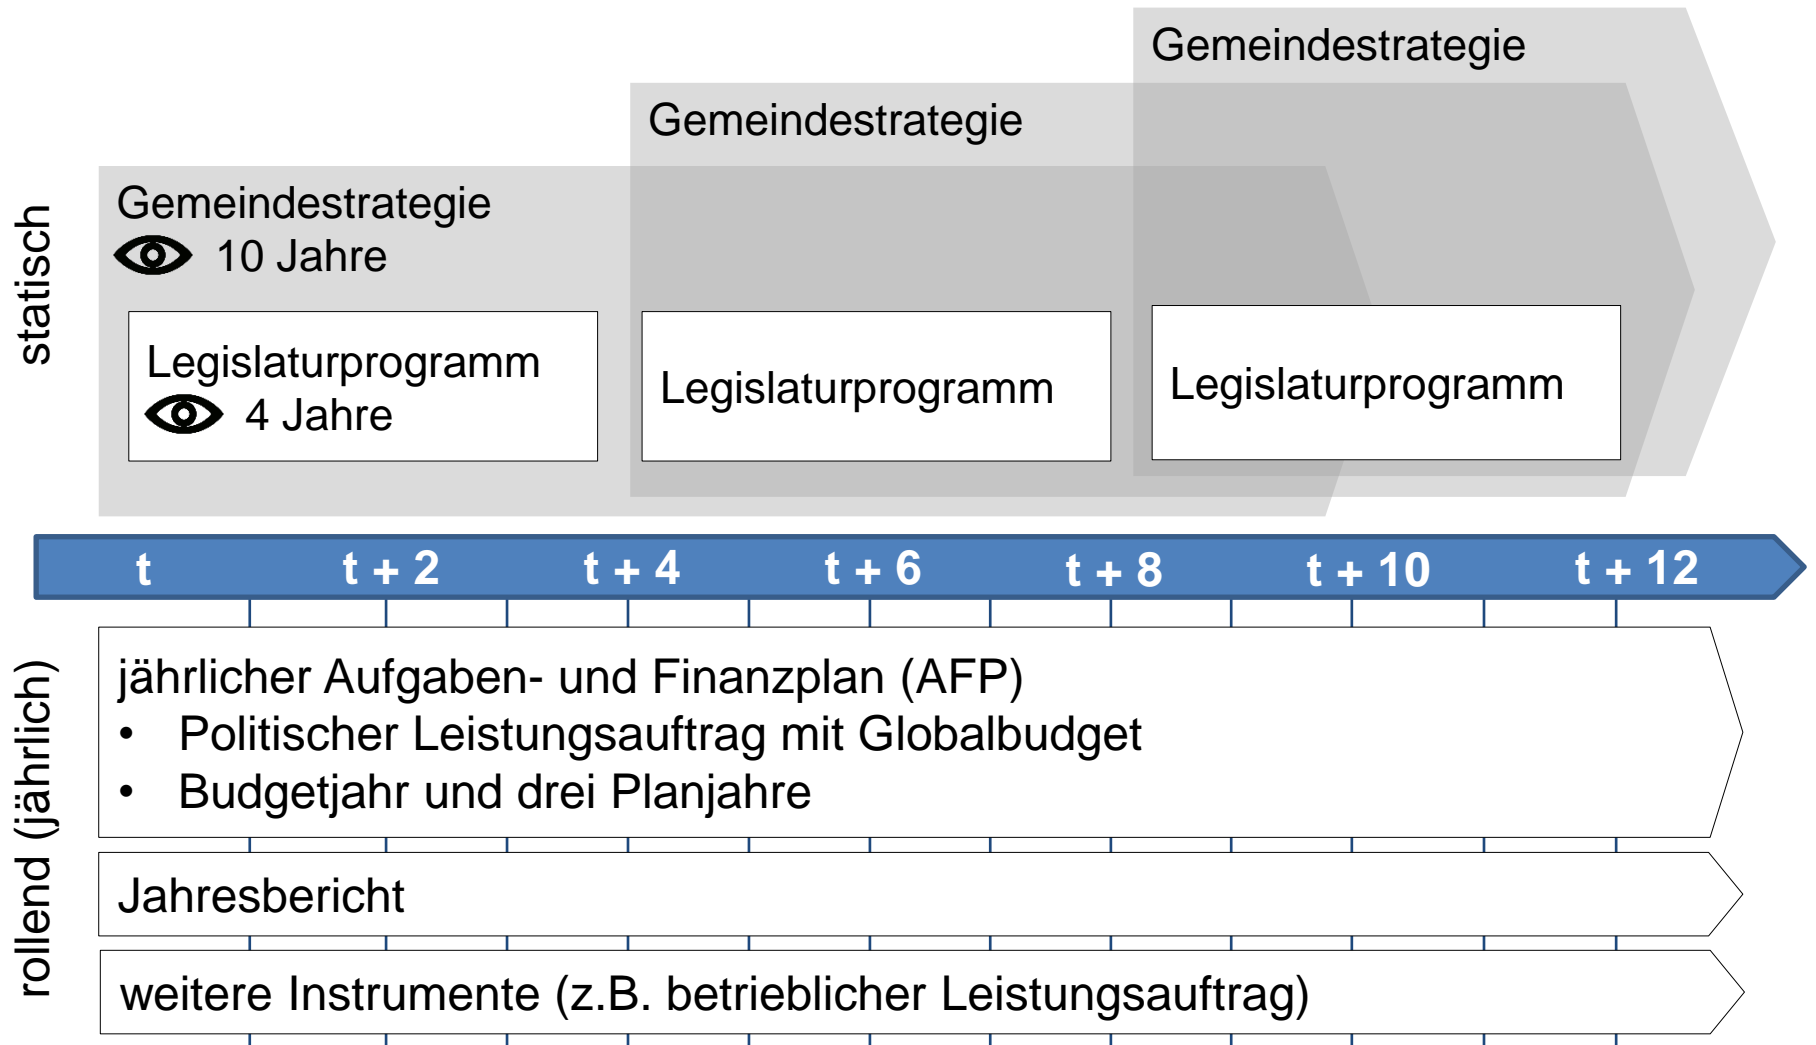 Gemeindestrategie
Gemeindestrategie
Gemeindestrategie
10 Jahre
statisch
Legislaturprogramm
4 Jahre
Legislaturprogramm
Legislaturprogramm
t
t + 2
t + 4
t + 6
t + 8
t + 10
t + 12
rollend (jährlich)
jährlicher Aufgaben- und Finanzplan (AFP)
• Politischer Leistungsauftrag mit Globalbudget
• Budgetjahr und drei Planjahre
Jahresbericht
weitere Instrumente (z.B. betrieblicher Leistungsauftrag)